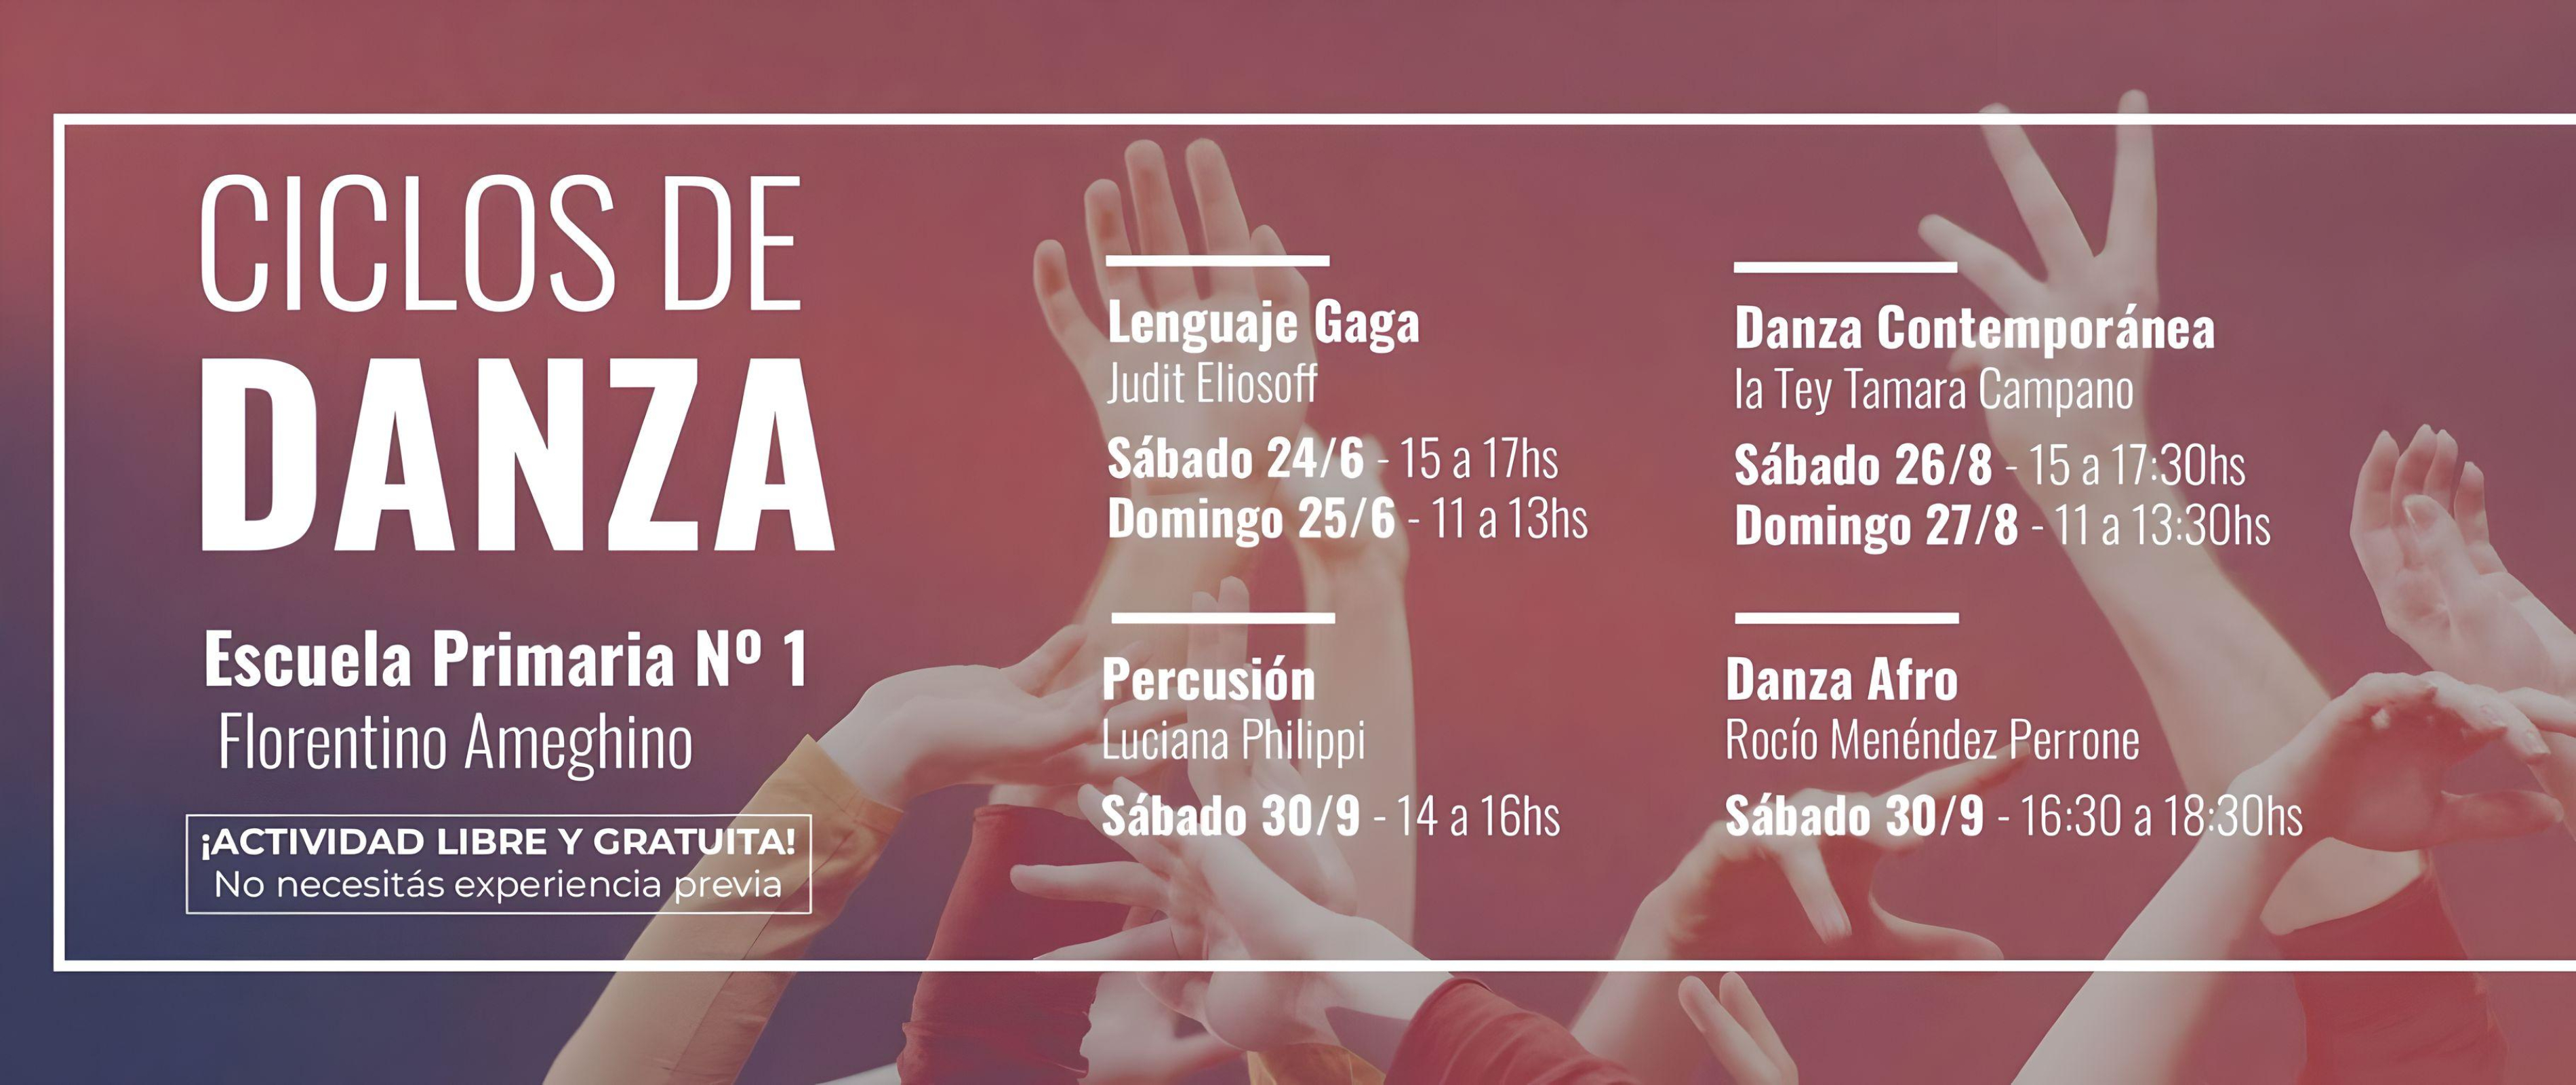 CICLOS DE
DANZA
Escuela Primaria Nº 1
Florentino Ameghino
¡ACTIVIDAD LIBRE Y GRATUITA!
No necesitás experiencia previa
Lenguaje Gaga
Judit Eliosoff
Sábado 24/6 - 15 a 17hs
Domingo 25/6 - 11 a 13hs
Percusión
Luciana Philippi
Sábado 30/9 - 14 a 16hs
Danza Contemporánea
la Tey Tamara Campano
Sábado 26/8 - 15 a 17:30hs
Domingo 27/8 - 11 a 13:30hs
Danza Afro
Rocío Menéndez Perrone
Sábado 30/9 - 16:30 a 18:30hs